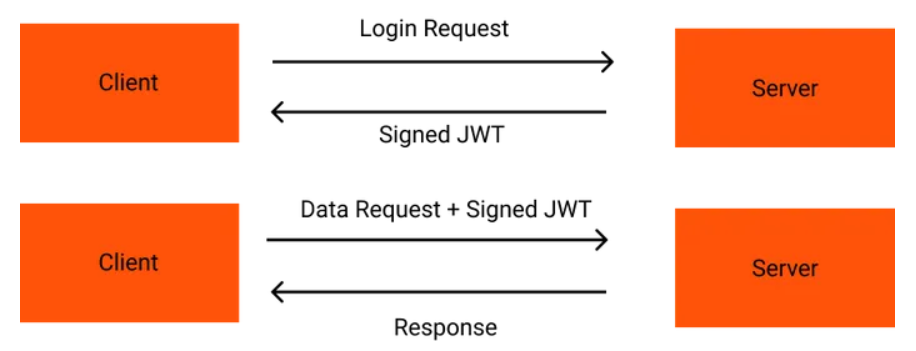 Login Request
Client
Server
Signed JWT
Data Request + Signed JWT
Client
Server
Response